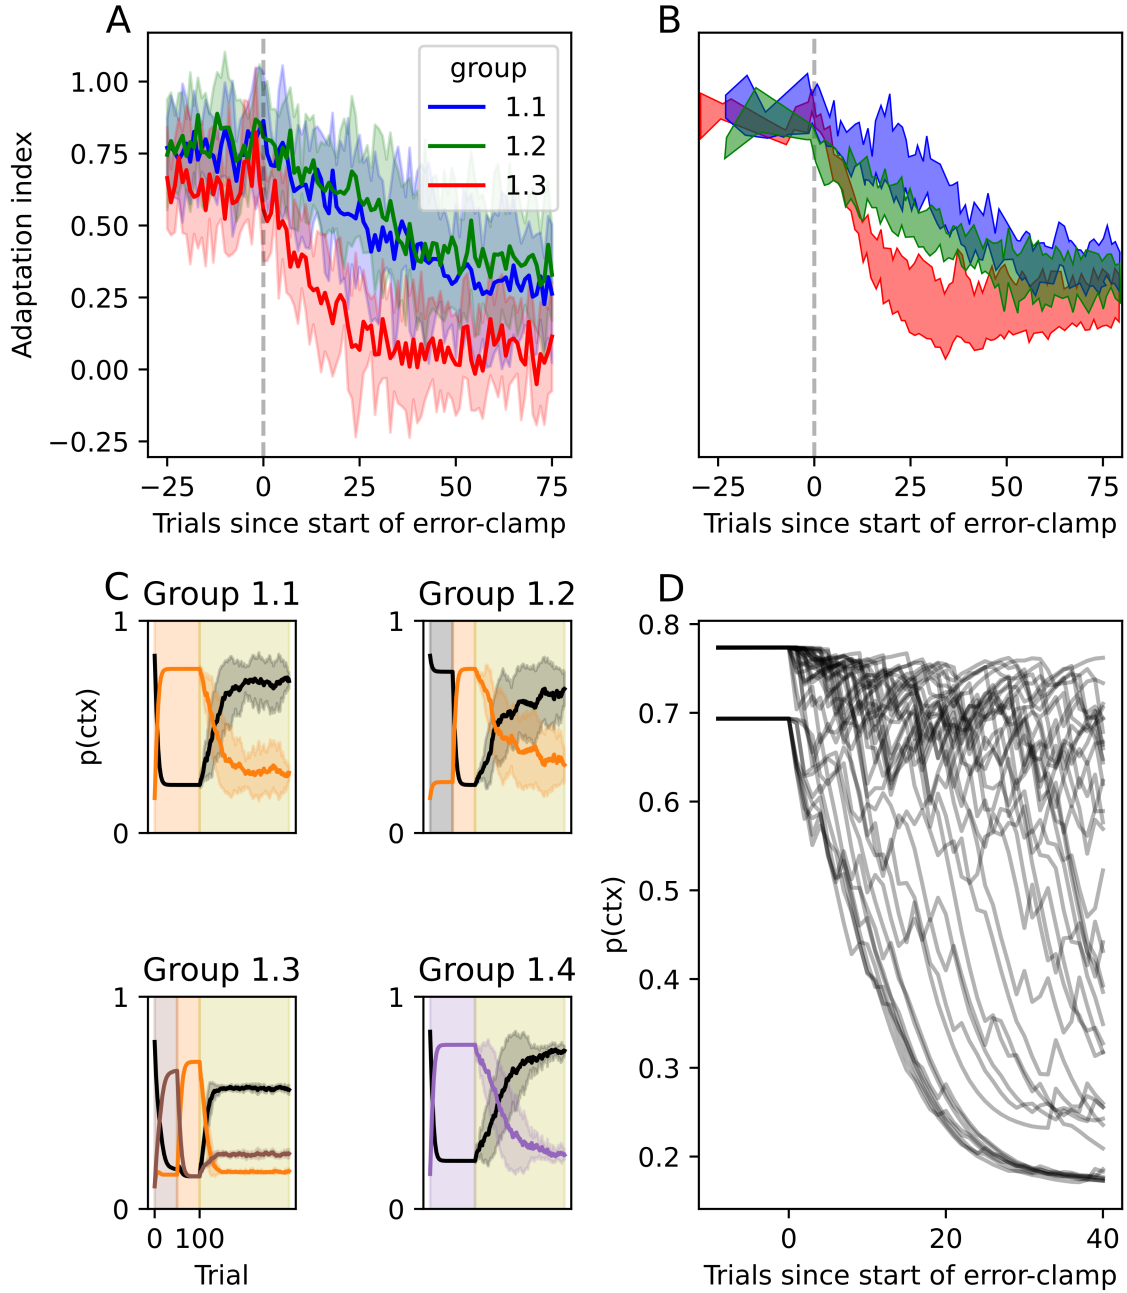 A
B
Adaptation index
1.00
0.75
0.50
0.25
0.00
−0.25
group
1.1
1.2
1.3
−25 0 25 50 75
Trials since start of error-clamp
−25 0 25 50 75
Trials since start of error-clamp
C
Group 1.1
Group 1.2
D
p(ctx)
1
0
1
0
Group 1.3
Group 1.4
1
0
1
0
0 100
Trial
p(ctx)
0.8
0.7
0.6
0.5
0.4
0.3
0.2
0 20 40
Trials since start of error-clamp